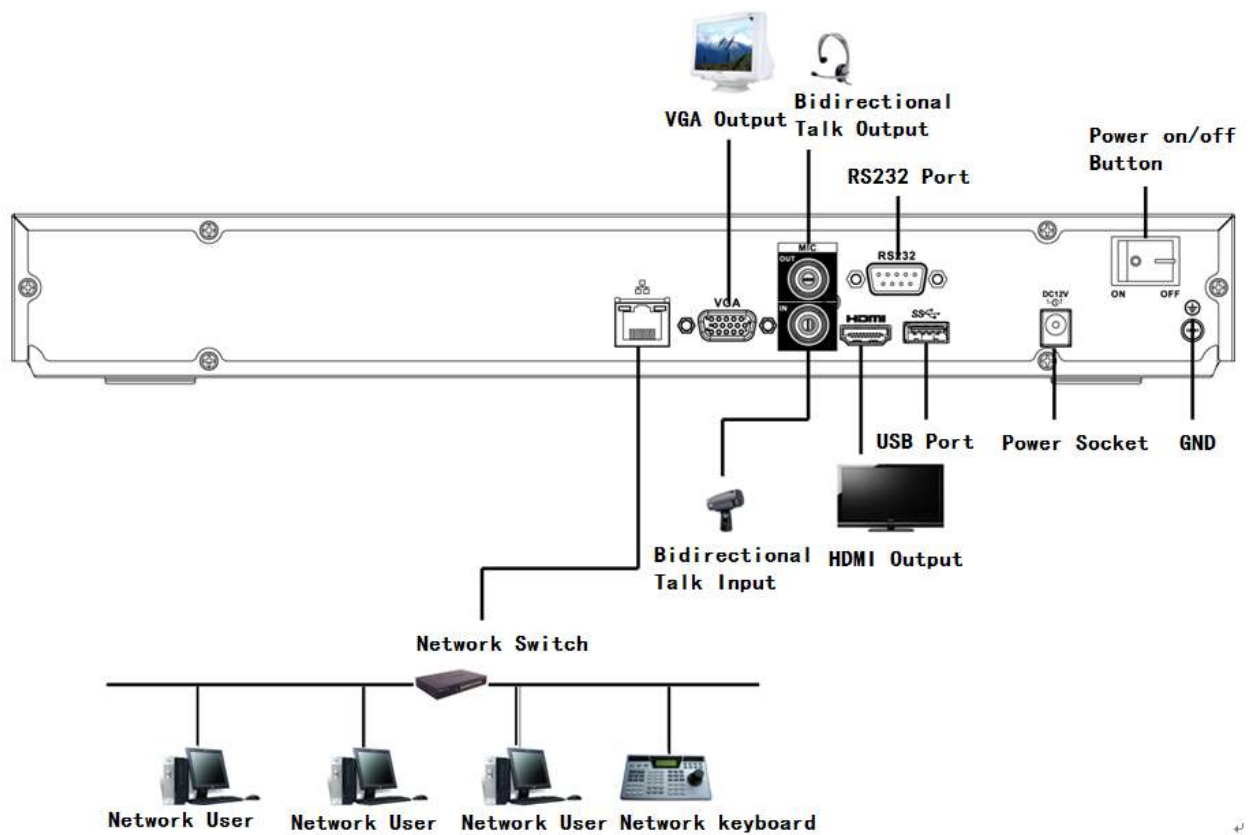 VGA Output
Bidirectional
Talk Output
RS232 Port
Power on/off
Button
MIC
OUT
IN
VGA
RS232
HDMI
SS
DC12V
ON
OFF
USB Port
Power Socket
GND
Bidirectional
Talk Input
HDMI Output
Network Switch
Network User
Network User
Network User
Network keyboard